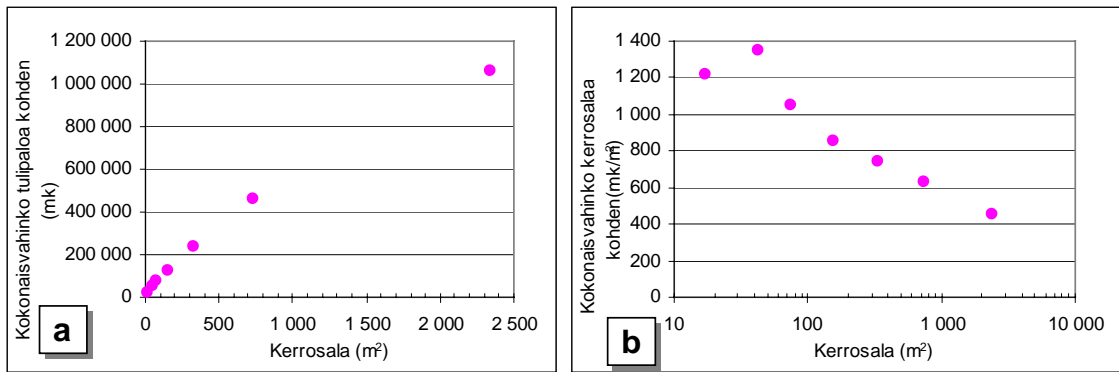 Kokonaisvahinko tulipaloa kohden
(mk)
1 200 000
1 000 000
800 000
600 000
400 000
200 000
0
0
500
1 000
1 500
2 000
2 500
Kerrosala (m²)
a
Kokonaisvahinko kerrosalaa
kohden(mk/m²)
1 400
1 200
1 000
800
600
400
200
0
10
100
1 000
10 000
Kerrosala (m²)
b